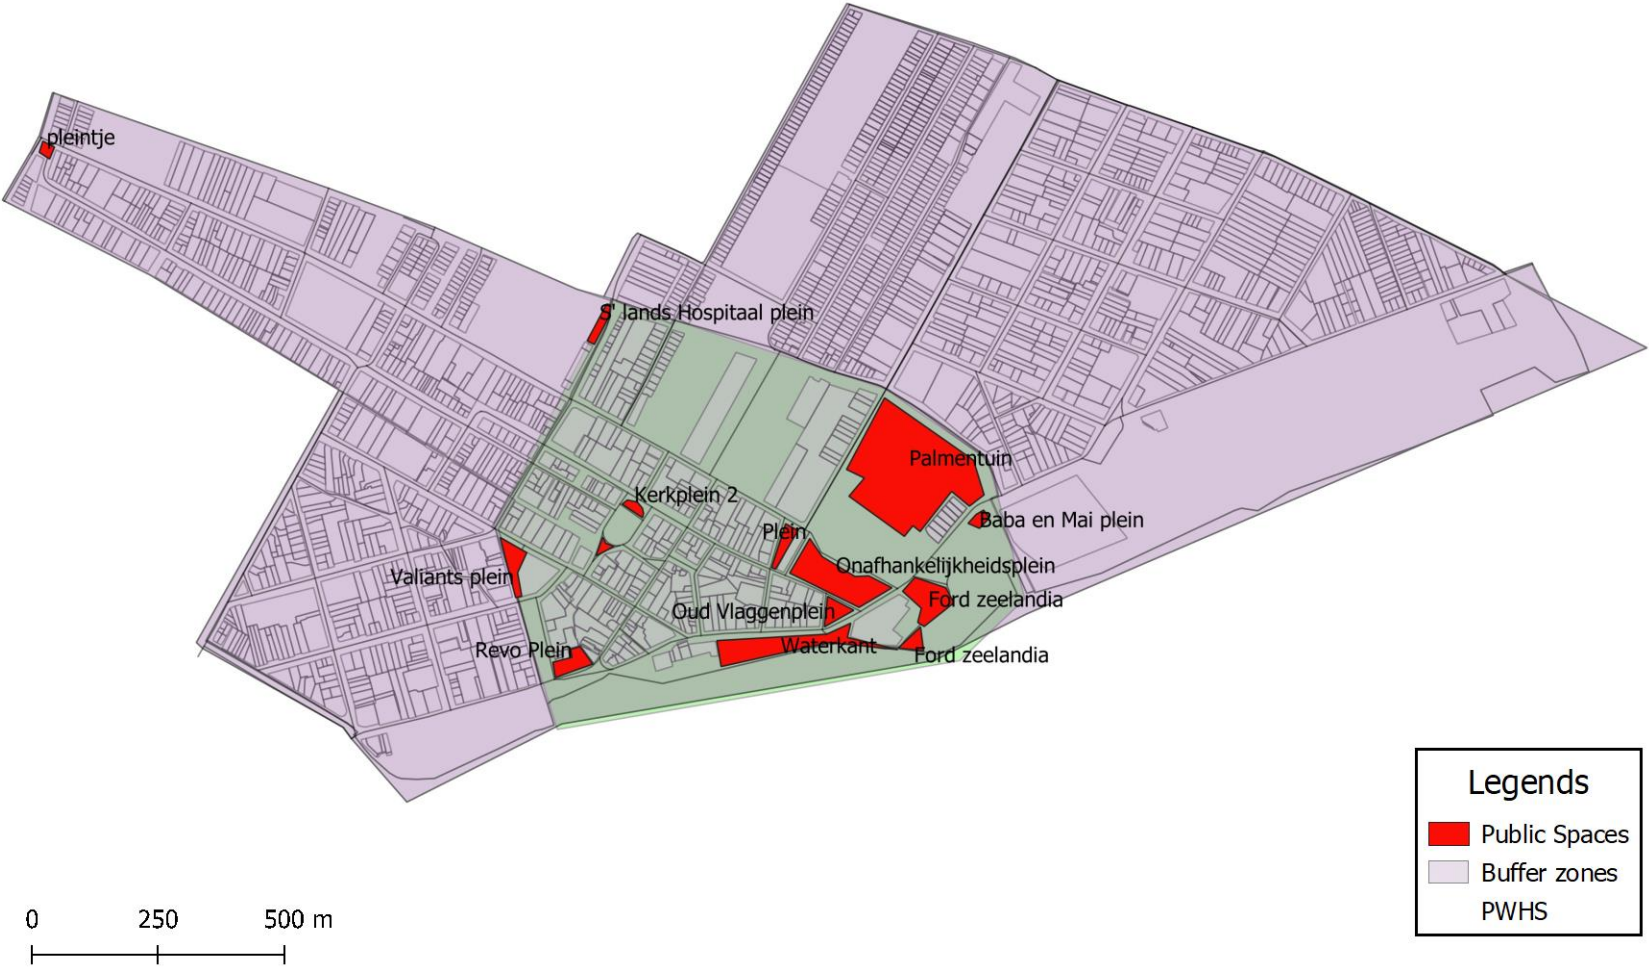 pleintje
S' lands Hospitaal plein
Palmentuin
Kerkplein 2
Baba en Mai plein
Plein
Onafhankelijkheidsplein
Valiants plein
Ford zeelandia
Oud Vlaggenplein
Waterkant
Revo Plein
Ford zeelandia
Legends
Public Spaces
Buffer zones
PWHS
0 250 500 m